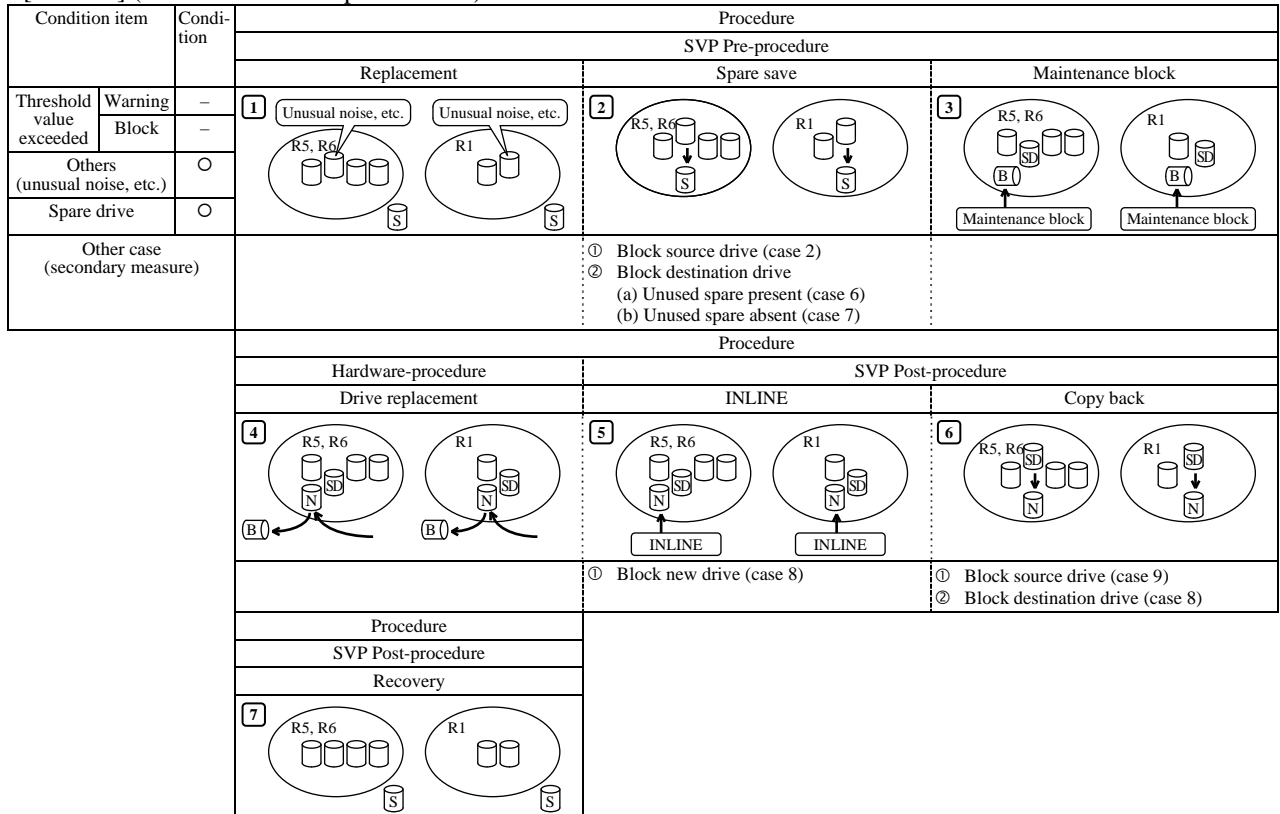 Condition item
Condi-
tion
Procedure
SVP Pre-procedure
Replacement
Spare save
Maintenance block
Threshold
value
exceeded
Warning
–
Block
–
Others
(unusual noise, etc.)
○
Spare drive
○
1
Unusual noise, etc.
Unusual noise, etc.
R5, R6
R1
S
S
2
R5, R6
R1
S
S
3
R5, R6
R1
SD
SD
B
B
Maintenance block
Maintenance block
Other case
(secondary measure)
① Block source drive (case 2)
② Block destination drive
(a) Unused spare present (case 6)
(b) Unused spare absent (case 7)
Procedure
Hardware-procedure
SVP Post-procedure
Drive replacement
INLINE
Copy back
4
R5, R6
R1
SD
SD
N
N
B
B
5
R5, R6
R1
SD
SD
N
N
INLINE
INLINE
6
R5, R6
R1
SD
SD
N
N
① Block new drive (case 8)
① Block source drive (case 9)
② Block destination drive (case 8)
Procedure
SVP Post-procedure
Recovery
7
R5, R6
R1
S
S